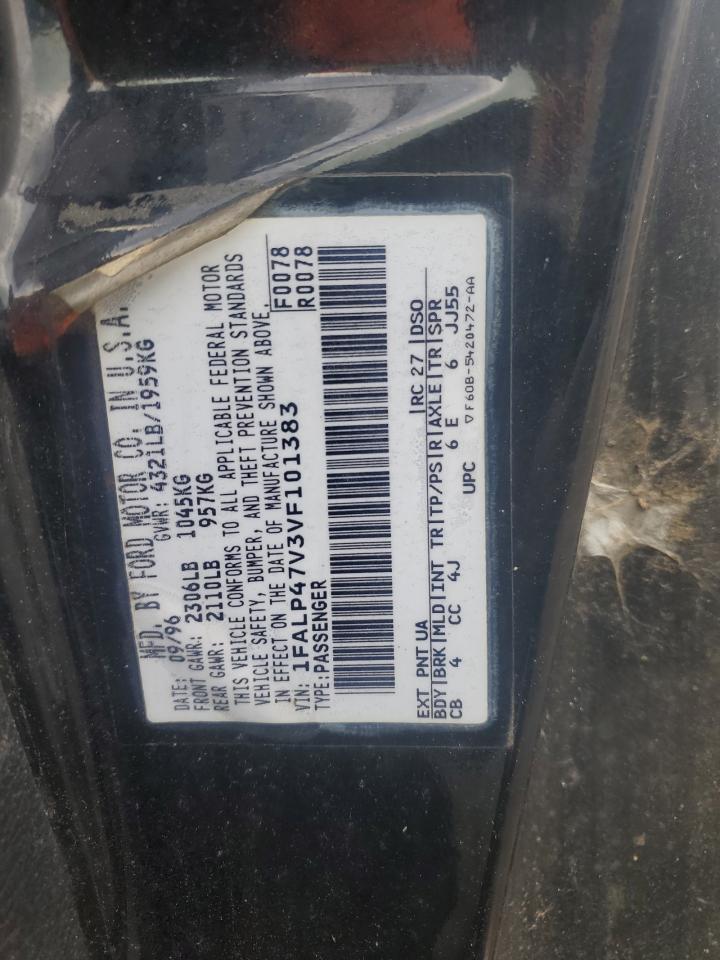 MFD. BY FORD MOTOR CO. IN U.S.A.
DATE: 09/96 GVWR: 4321LB/1959KG
FRONT GAWR: 2306LB 1045KG
REAR GAWR: 2110LB 957KG
THIS VEHICLE CONFORMS TO ALL APPLICABLE FEDERAL MOTOR
VEHICLE SAFETY, BUMPER, AND THEFT PREVENTION STANDARDS
IN EFFECT ON THE DATE OF MANUFACTURE SHOWN ABOVE.
VIN: 1FALP47V3VF101383 F0078
TYPE: PASSENGER R0078
EXT PNT UA RC 27 DSO
BDY BRK MLD INT TR TP/PS R AXLE TR SPR
CB 4 CC 4J 6 E 6 JJ55
UPC ▽F60B-5420472-AA